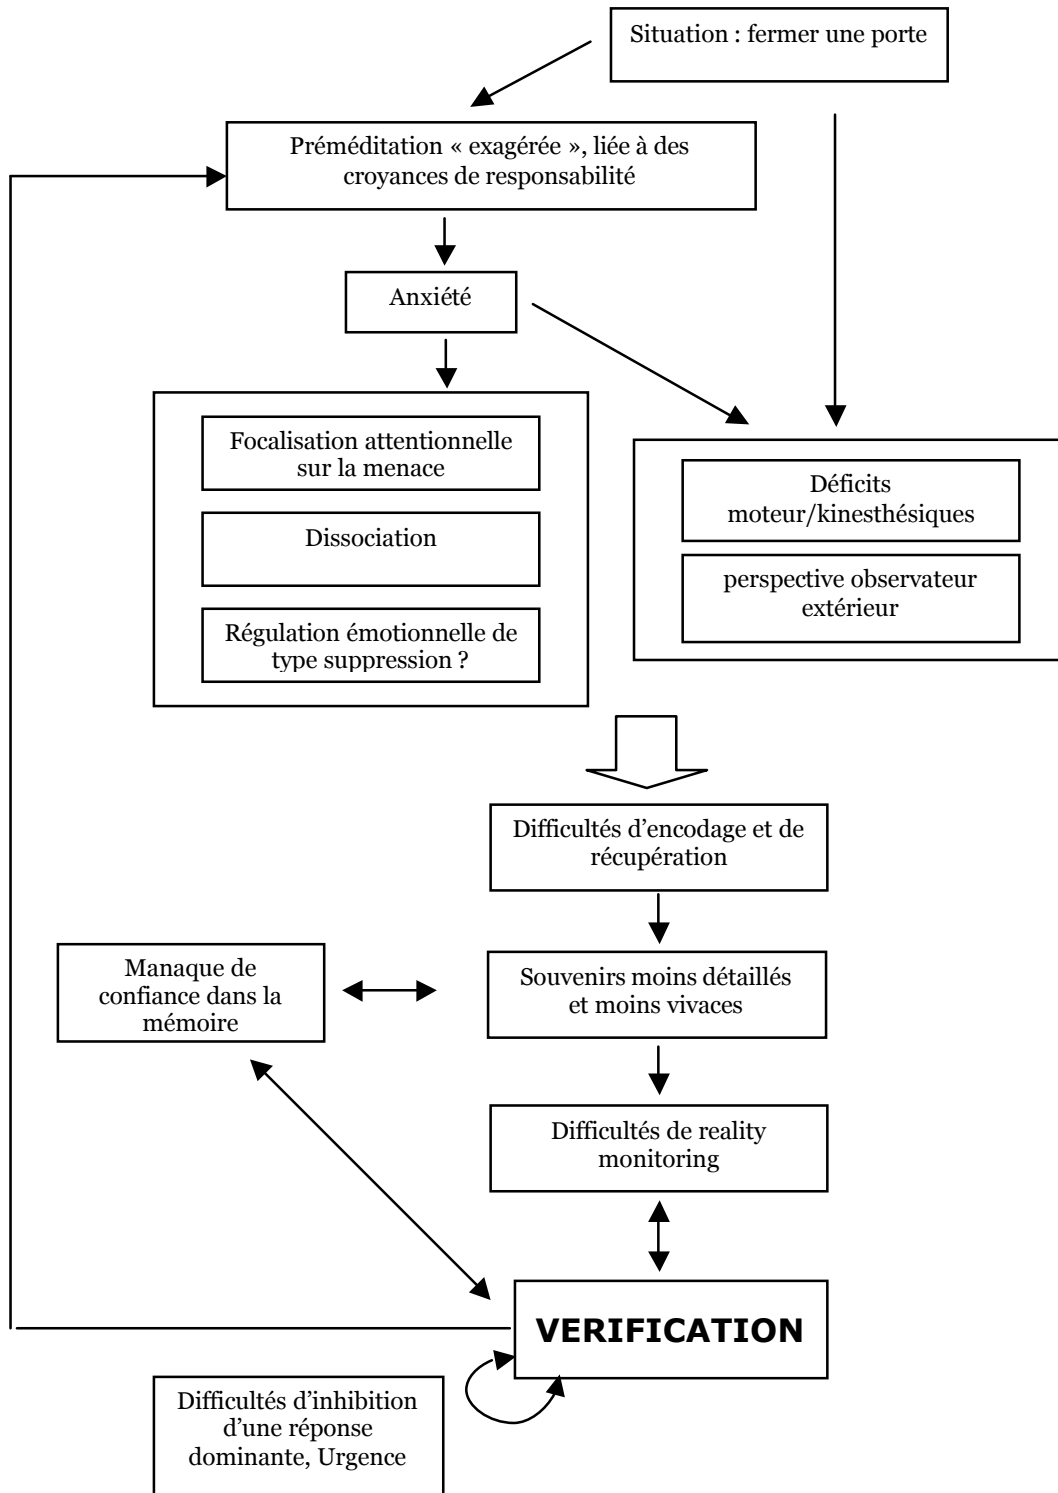 Situation : fermer une porte
Préméditation « exagérée », liée à des
croyances de responsabilité
Anxiété
Focalisation attentionnelle
sur la menace
Dissociation
Régulation émotionnelle de
type suppression ?
Déficits
moteur/kinesthésiques
perspective observateur
extérieur
Difficultés d’encodage et de
récupération
Manaque de
confiance dans la
mémoire
Souvenirs moins détaillés
et moins vivaces
Difficultés de reality
monitoring
VERIFICATION
Difficultés d’inhibition
d’une réponse
dominante, Urgence